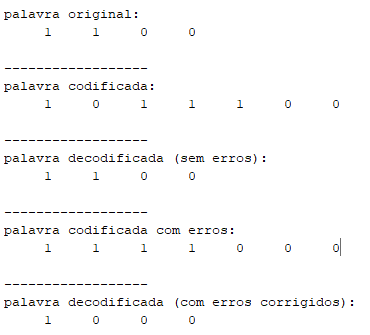 palavra original:
1 1 0 0
------------------
palavra codificada:
1 0 1 1 1 0 0
------------------
palavra decodificada (sem erros):
1 1 0 0
------------------
palavra codificada com erros:
1 1 1 1 0 0 0
------------------
palavra decodificada (com erros corrigidos):
1 0 0 0